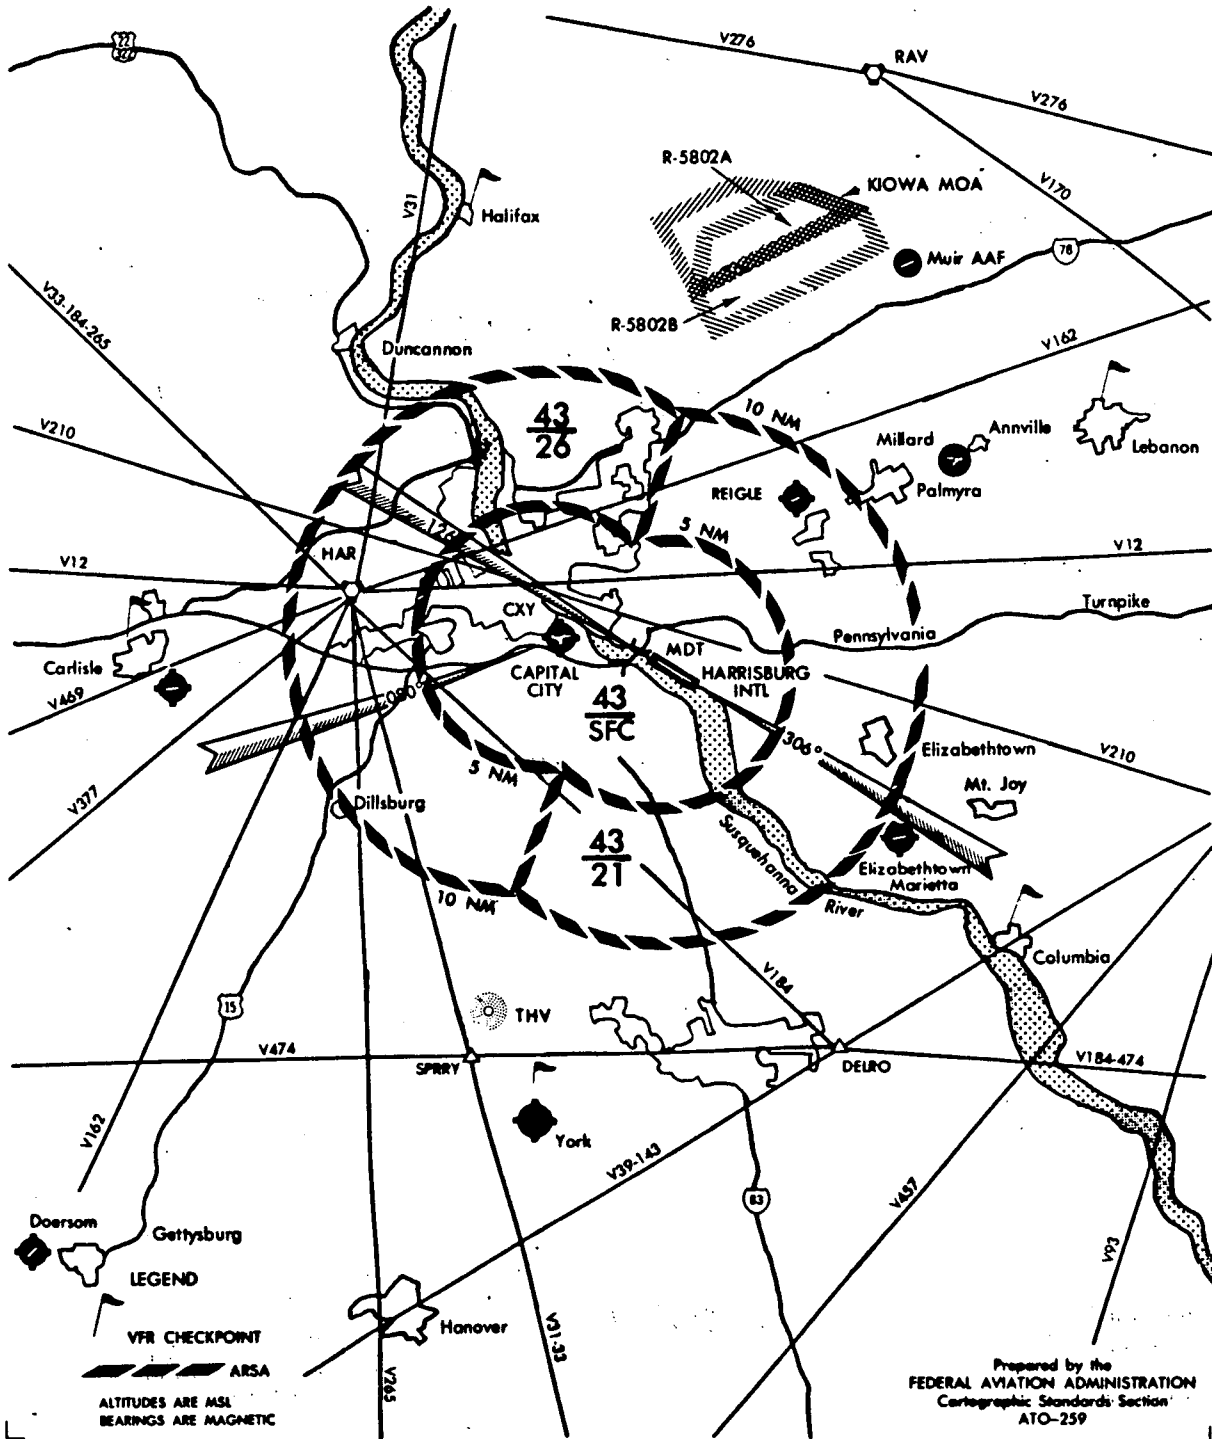 22
322
V276
RAV
V276
R-5802A
KIOWA MOA
V170
V31
Halifax
76
Muir AAF
V33-184-265
R-5802B
V162
Duncannon
10 NM
43
26
V210
Millard
Annville
Lebanon
REIGLE
Palmyra
126°
5 NM
HAR
V12
V12
CXY
Turnpike
Pennsylvania
MDT
Carlisle
CAPITAL
CITY
HARRISBURG
INTL
V469
080°
43
SFC
306°
Elizabethtown
V210
5 NM
Mt. Joy
V377
Dillsburg
Susquehanna
43
21
Elizabethtown
Marietta
10 NM
River
Columbia
V184
15
THV
V474
SPRRY
DELRO
V184-474
V162
York
V39-143
83
V457
Doersom
Gettysburg
V93
LEGEND
VFR CHECKPOINT
Hanover
V31-33
ARSA
V265
ALTITUDES ARE MSL
BEARINGS ARE MAGNETIC
Prepared by the
FEDERAL AVIATION ADMINISTRATION
Cartographic Standards Section
ATO-259